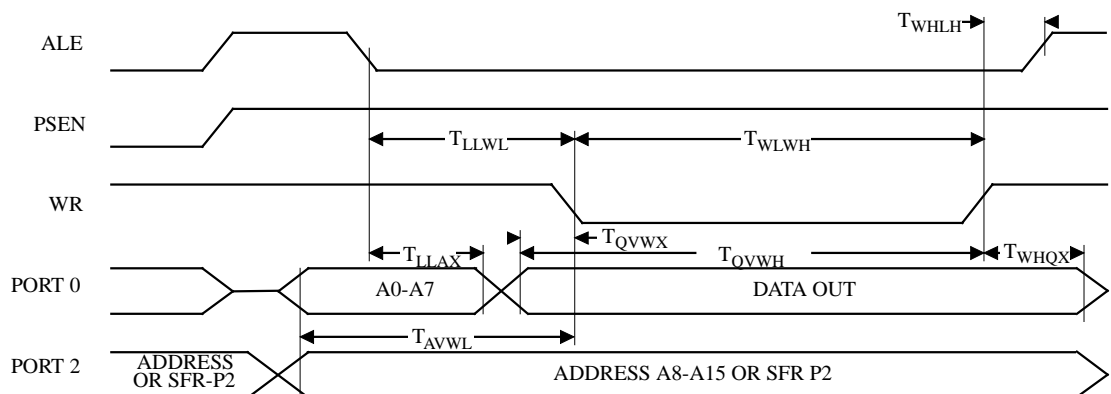 ALE
TWHLH
PSEN
TLLWL
TWLWH
WR
TQVWX
TLLAX
TQVWH
TWHQX
PORT 0
A0-A7
DATA OUT
TAVWL
PORT 2
ADDRESS
OR SFR-P2
ADDRESS A8-A15 OR SFR P2